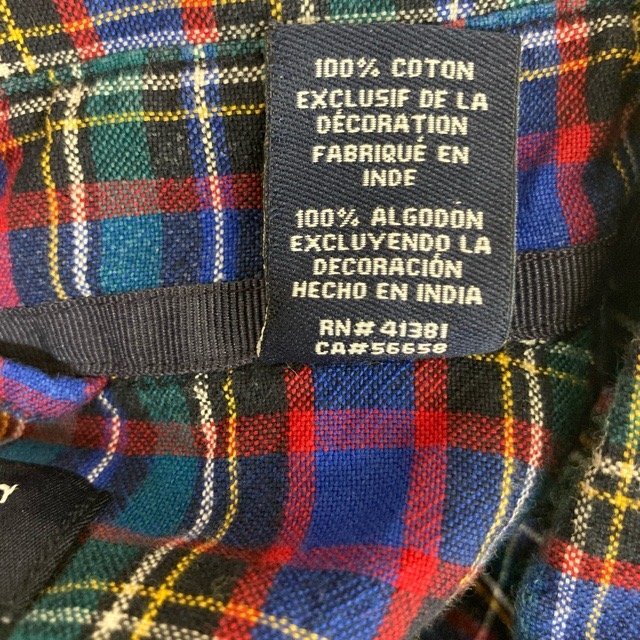 100% COTON
EXCLUSIF DE LA
DÉCORATION
FABRIQUÉ EN
INDE
100% ALGODÓN
EXCLUYENDO LA
DECORACIÓN
HECHO EN INDIA
RN# 41381
CA#56658